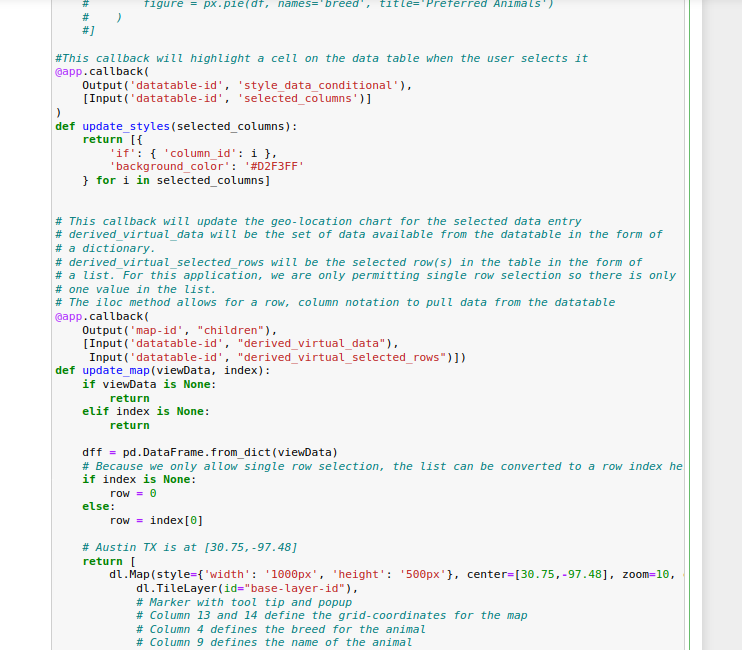 #        figure = px.pie(df, names='breed', title='Preferred Animals')
#    )
#]
#This callback will highlight a cell on the data table when the user selects it
@app.callback(
    Output('datatable-id', 'style_data_conditional'),
    [Input('datatable-id', 'selected_columns')]
)
def update_styles(selected_columns):
    return [{
        'if': { 'column_id': i },
        'background_color': '#D2F3FF'
    } for i in selected_columns]
# This callback will update the geo-location chart for the selected data entry
# derived_virtual_data will be the set of data available from the datatable in the form of
# a dictionary.
# derived_virtual_selected_rows will be the selected row(s) in the table in the form of
# a list. For this application, we are only permitting single row selection so there is only
# one value in the list.
# The iloc method allows for a row, column notation to pull data from the datatable
@app.callback(
    Output('map-id', "children"),
    [Input('datatable-id', "derived_virtual_data"),
     Input('datatable-id', "derived_virtual_selected_rows")])
def update_map(viewData, index):
    if viewData is None:
        return
    elif index is None:
        return
    dff = pd.DataFrame.from_dict(viewData)
    # Because we only allow single row selection, the list can be converted to a row index he
    if index is None:
        row = 0
    else:
        row = index[0]
    # Austin TX is at [30.75,-97.48]
    return [
        dl.Map(style={'width': '1000px', 'height': '500px'}, center=[30.75,-97.48], zoom=10,
            dl.TileLayer(id="base-layer-id"),
            # Marker with tool tip and popup
            # Column 13 and 14 define the grid-coordinates for the map
            # Column 4 defines the breed for the animal
            # Column 9 defines the name of the animal